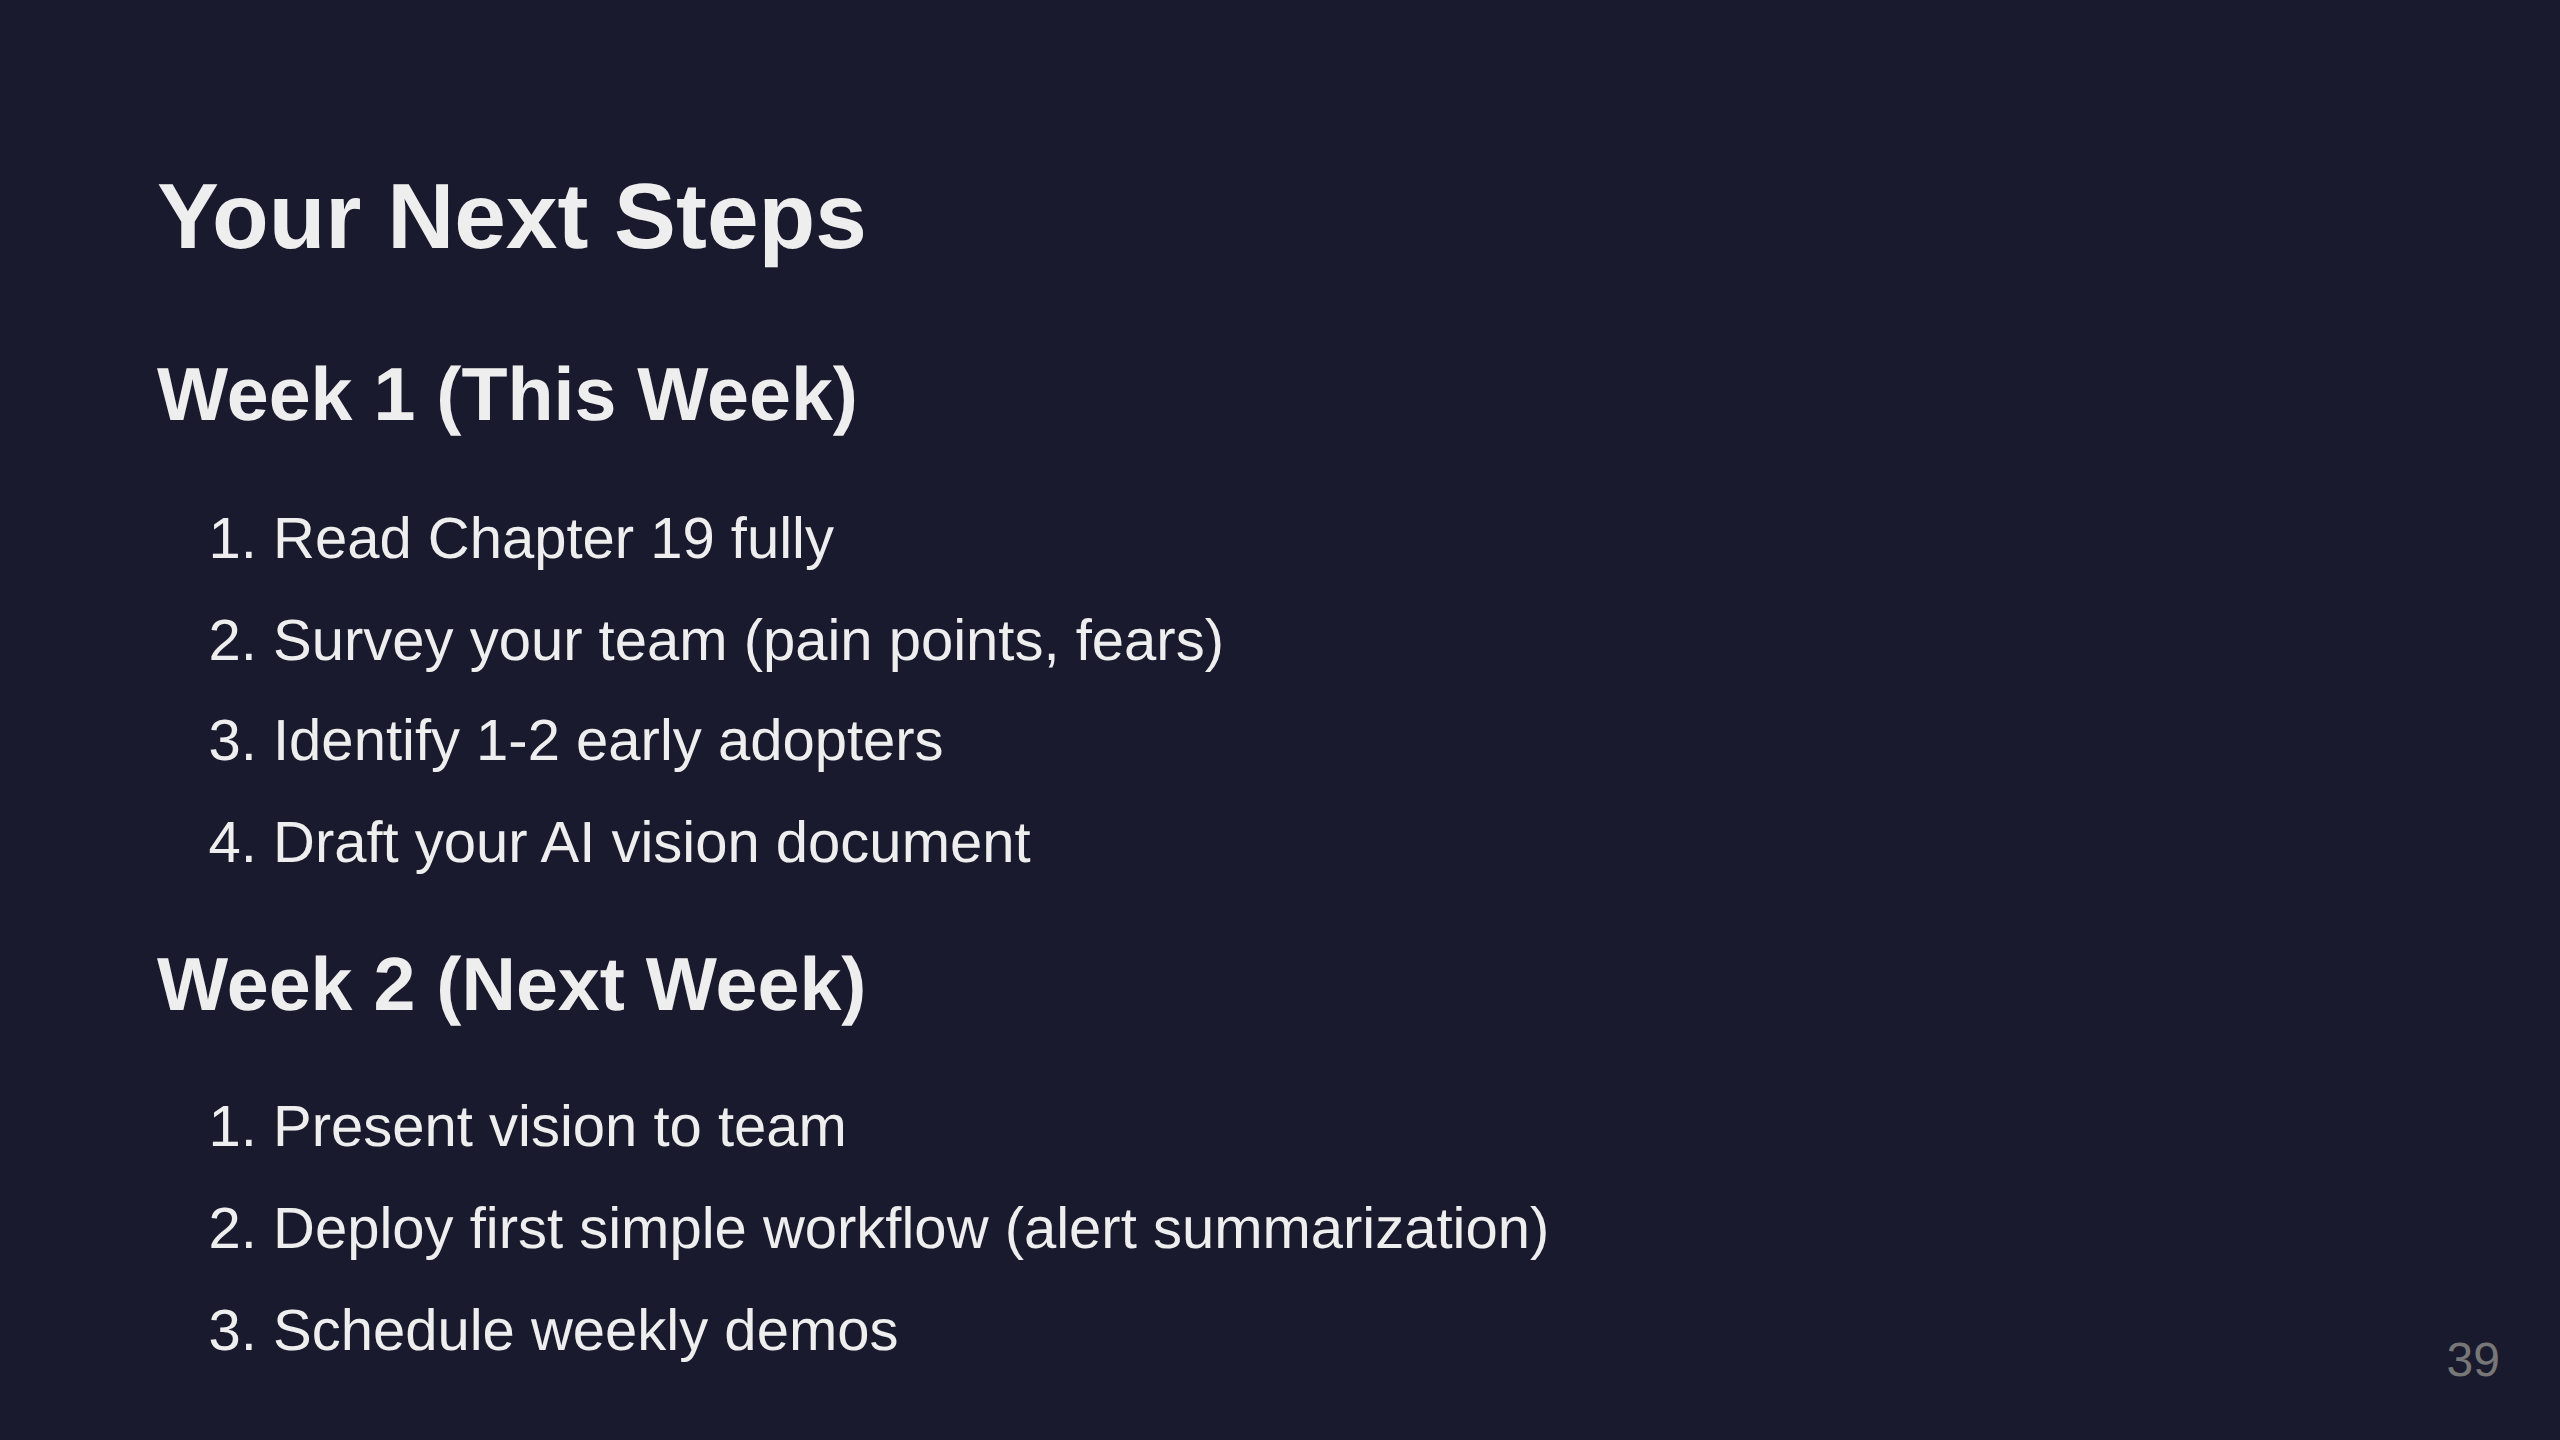 Your Next Steps
Week 1 (This Week)
1. Read Chapter 19 fully
2. Survey your team (pain points, fears)
3. Identify 1-2 early adopters
4. Draft your AI vision document
Week 2 (Next Week)
1. Present vision to team
2. Deploy first simple workflow (alert summarization)
3. Schedule weekly demos
39